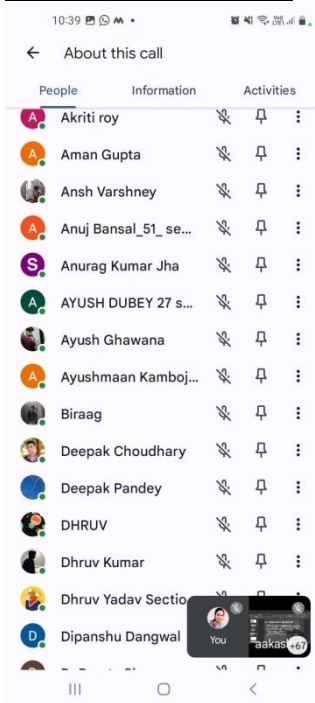 10:39
About this call
People Information Activities
A Akriti roy
A Aman Gupta
Ansh Varshney
A Anuj Bansal_51_ se...
S Anurag Kumar Jha
A AYUSH DUBEY 27 s...
Ayush Ghawana
A Ayushmaan Kamboj...
Biraag
Deepak Choudhary
Deepak Pandey
DHRUV
Dhruv Kumar
Dhruv Yadav Sectio
D Dipanshu Dangwal
You aakash +67